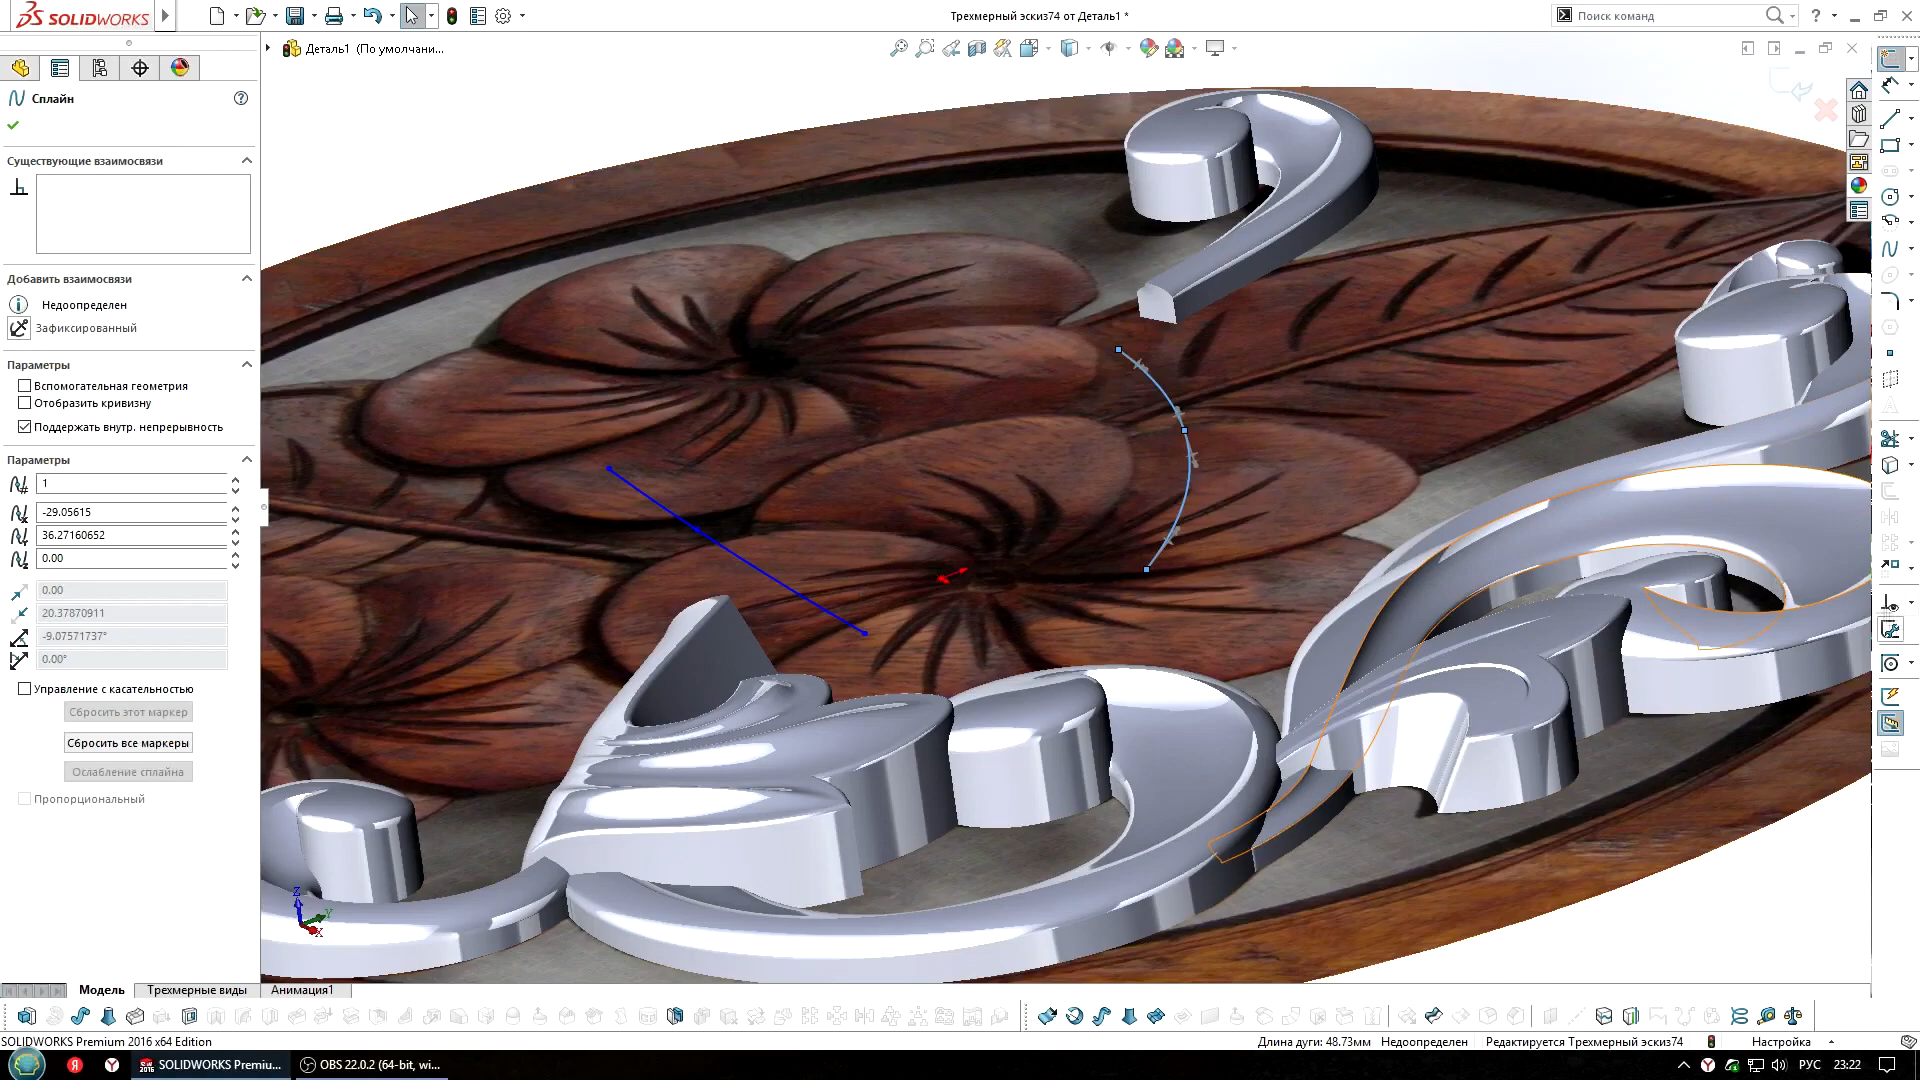 SOLIDWORKS
Трехмерный эскиз74 от Деталь1 *
Поиск команд
Деталь1 (По умолчани...
Сплайн
Существующие взаимосвязи
Добавить взаимосвязи
Недоопределен
Зафиксированный
Параметры
Вспомогательная геометрия
Отобразить кривизну
Поддержать внутр. непрерывность
Параметры
1
-29.05615
36.27160652
0.00
0.00
20.37870911
-9.07571737°
0.00°
Управление с касательностью
Сбросить этот маркер
Сбросить все маркеры
Ослабление сплайна
Пропорциональный
Z
Y
X
Модель
Трехмерные виды
Анимация1
SOLIDWORKS Premium 2016 x64 Edition
Длина дуги: 48.73мм
Недоопределен
Редактируется Трехмерный эскиз74
Настройка
SOLIDWORKS Premiu...
OBS 22.0.2 (64-bit, wi...
РУС
23:22